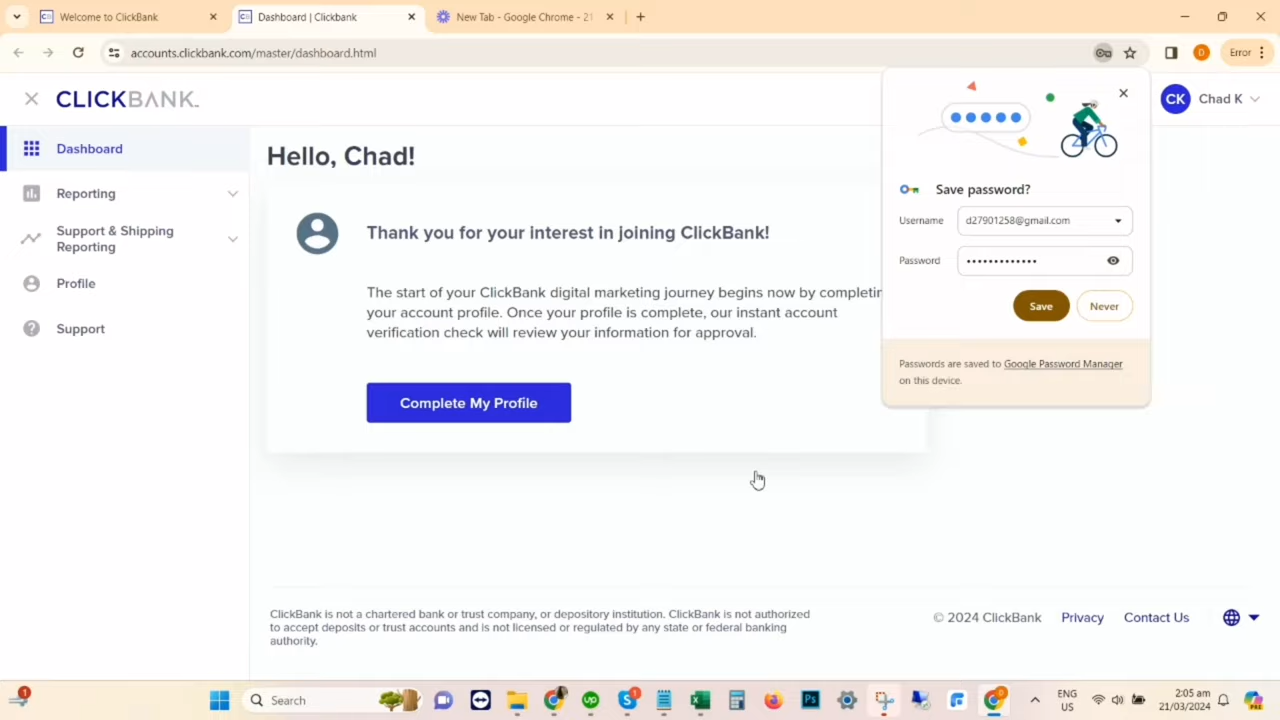 Welcome to ClickBank
Dashboard | Clickbank
New Tab - Google Chrome - 21
accounts.clickbank.com/master/dashboard.html
D
Error
CLICKBANK
CK
Chad K
Dashboard
Reporting
Support & Shipping
Reporting
Profile
Support
Hello, Chad!
Thank you for your interest in joining ClickBank!
The start of your ClickBank digital marketing journey begins now by completin
your account profile. Once your profile is complete, our instant account
verification check will review your information for approval.
Complete My Profile
Save password?
Username
d27901258@gmail.com
Password
Save
Never
Passwords are saved to Google Password Manager
on this device.
ClickBank is not a chartered bank or trust company, or depository institution. ClickBank is not authorized
to accept deposits or trust accounts and is not licensed or regulated by any state or federal banking
authority.
© 2024 ClickBank
Privacy
Contact Us
1
Search
up
1
Ps
D
ENG
US
2:05 am
21/03/2024